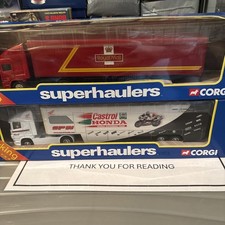 superhaulers CORGI
Castrol
HONDA
superhaulers CORGI
THANK YOU FOR READING